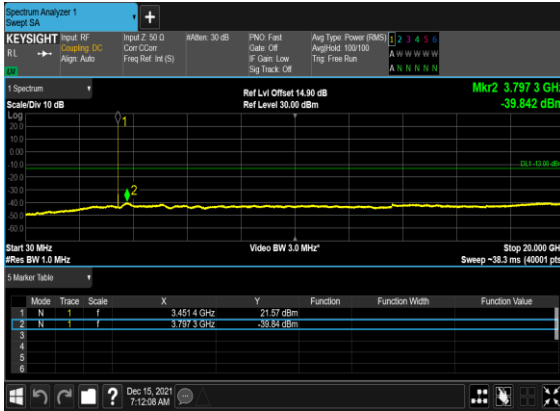 Spectrum Analyzer 1
Swept SA
+
KEYSIGHT Input: RF Input Z: 50 Ω #Atten: 30 dB PNO: Fast Avg Type: Power (RMS) 1 2 3 4 5 6
RL Coupling: DC Corr CCorr Gate: Off Avg|Hold: 100/100 A W W W W W
Align: Auto Freq Ref: Int (S) IF Gain: Low Trig: Free Run
Sig Track: Off A N N N N N
1 Spectrum Ref Lvl Offset 14.90 dB Mkr2 3.797 3 GHz
Scale/Div 10 dB Ref Level 30.00 dBm -39.842 dBm
Log
20.0
10.0
0.00
-10.0
-20.0
-30.0
-40.0
-50.0
-60.0
1
2
DL1 -13.00 dBm
Start 30 MHz Video BW 3.0 MHz* Stop 20.000 GHz
#Res BW 1.0 MHz Sweep ~38.3 ms (40001 pts)
5 Marker Table
Mode Trace Scale X Y Function Function Width Function Value
1 N 1 f 3.451 4 GHz 21.57 dBm
2 N 1 f 3.797 3 GHz -39.84 dBm
3
4
5
6
? Dec 15, 2021
7:12:08 AM